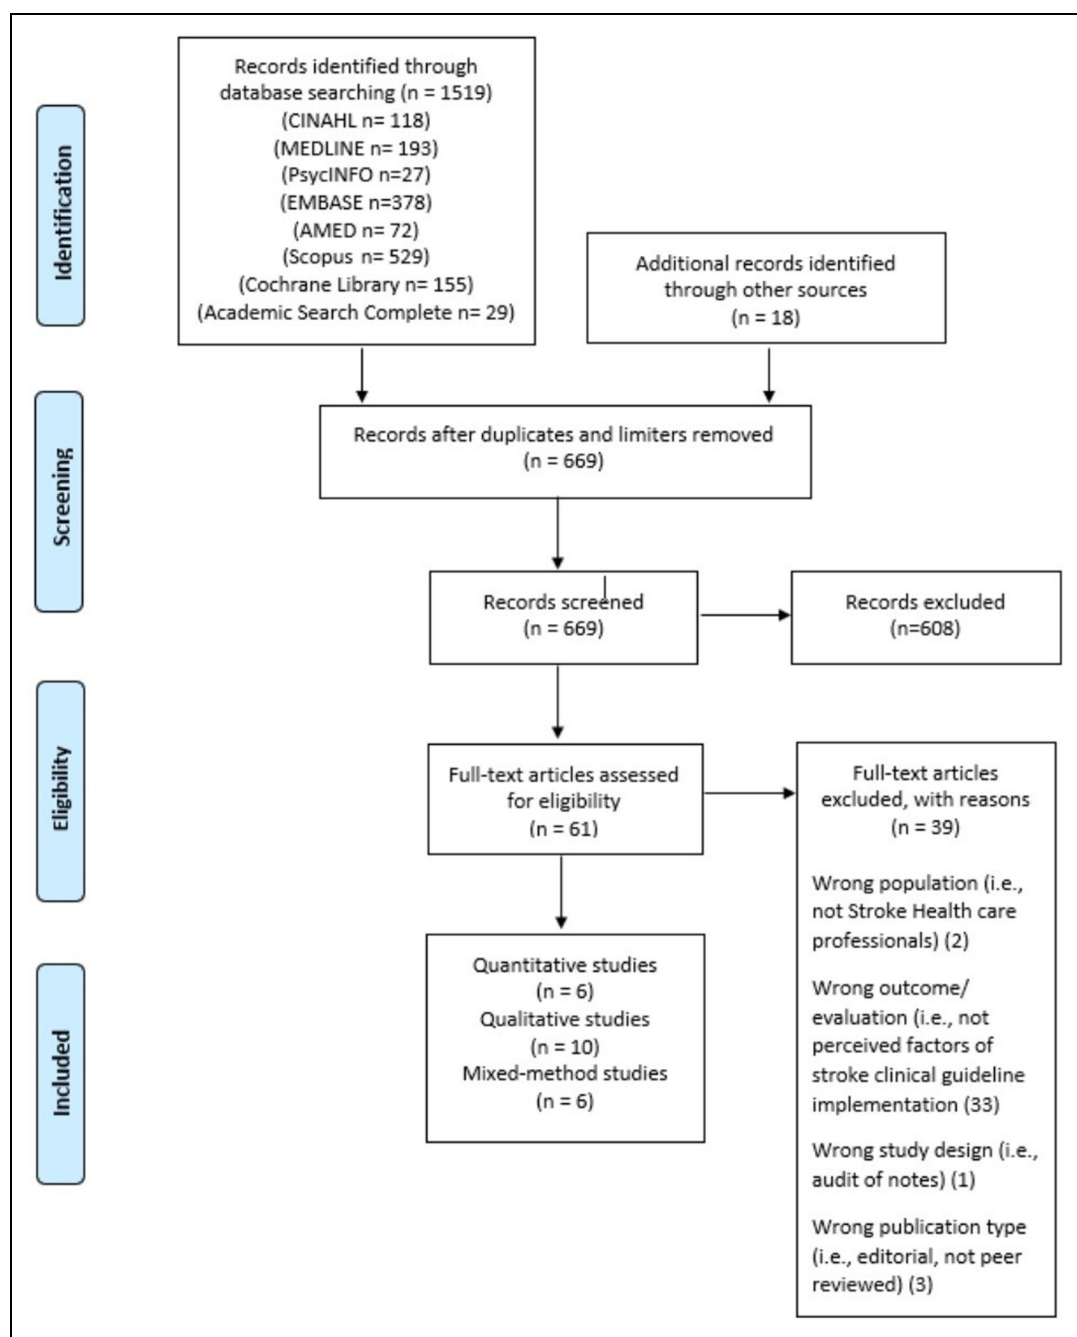 Identification
Records identified through
database searching (n = 1519)
(CINAHL n= 118)
(MEDLINE n= 193)
(PsycINFO n=27)
(EMBASE n=378)
(AMED n= 72)
(Scopus n= 529)
(Cochrane Library n= 155)
(Academic Search Complete n= 29)
Additional records identified
through other sources
(n = 18)
Screening
Records after duplicates and limiters removed
(n = 669)
Records screened
(n = 669)
Records excluded
(n=608)
Eligibility
Full-text articles assessed
for eligibility
(n = 61)
Full-text articles
excluded, with reasons
(n = 39)
Wrong population (i.e.,
not Stroke Health care
professionals) (2)
Wrong outcome/
evaluation (i.e., not
perceived factors of
stroke clinical guideline
implementation (33)
Wrong study design (i.e.,
audit of notes) (1)
Wrong publication type
(i.e., editorial, not peer
reviewed) (3)
Included
Quantitative studies
(n = 6)
Qualitative studies
(n = 10)
Mixed-method studies
(n = 6)